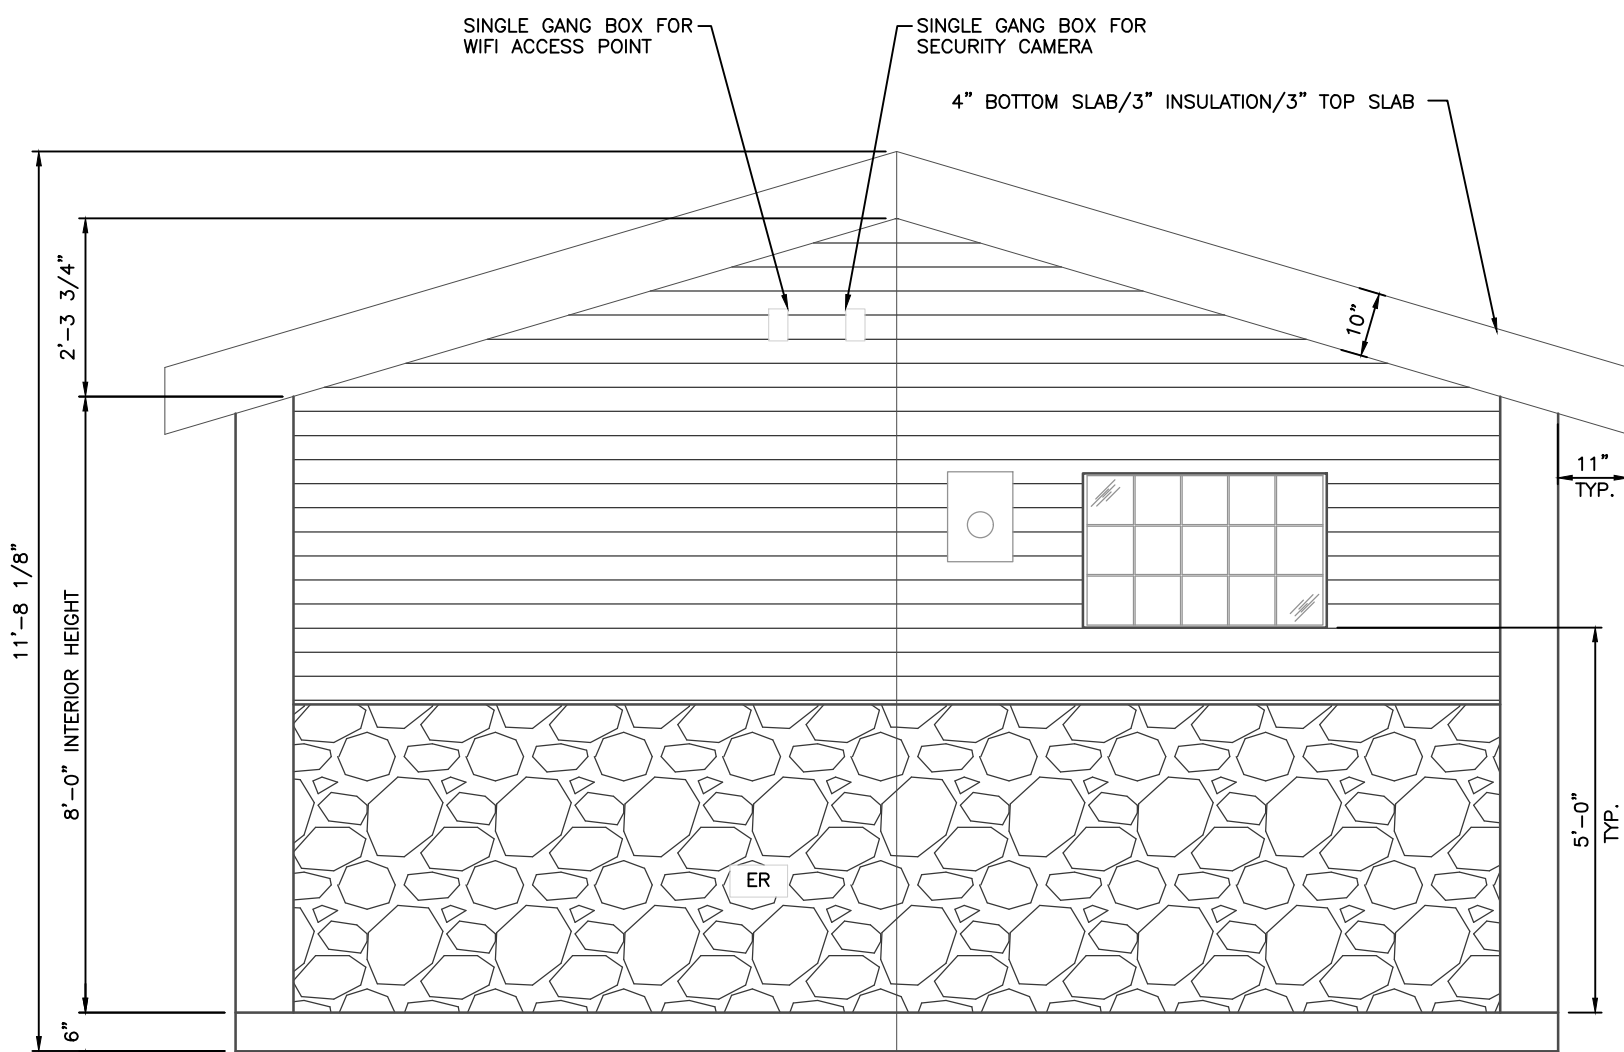 SINGLE GANG BOX FOR
WIFI ACCESS POINT
SINGLE GANG BOX FOR
SECURITY CAMERA
4” BOTTOM SLAB/3” INSULATION/3” TOP SLAB
2’-3 3/4”
10”
11”
TYP.
11’-8 1/8”
8’-0” INTERIOR HEIGHT
5’-0”
TYP.
ER
6”